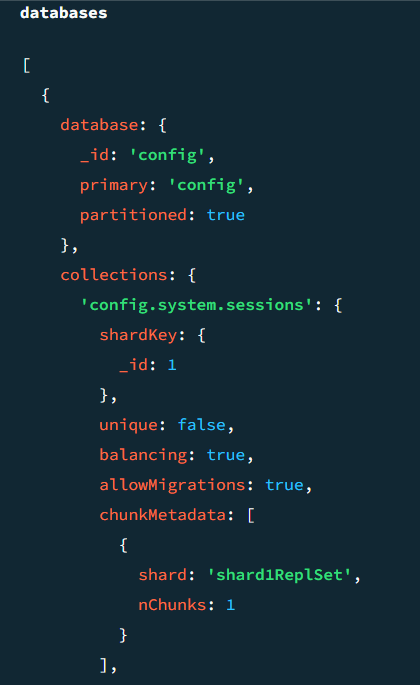 databases
[
  {
    database: {
      _id: 'config',
      primary: 'config',
      partitioned: true
    },
    collections: {
      'config.system.sessions': {
        shardKey: {
          _id: 1
        },
        unique: false,
        balancing: true,
        allowMigrations: true,
        chunkMetadata: [
          {
            shard: 'shard1ReplSet',
            nChunks: 1
          }
        ],